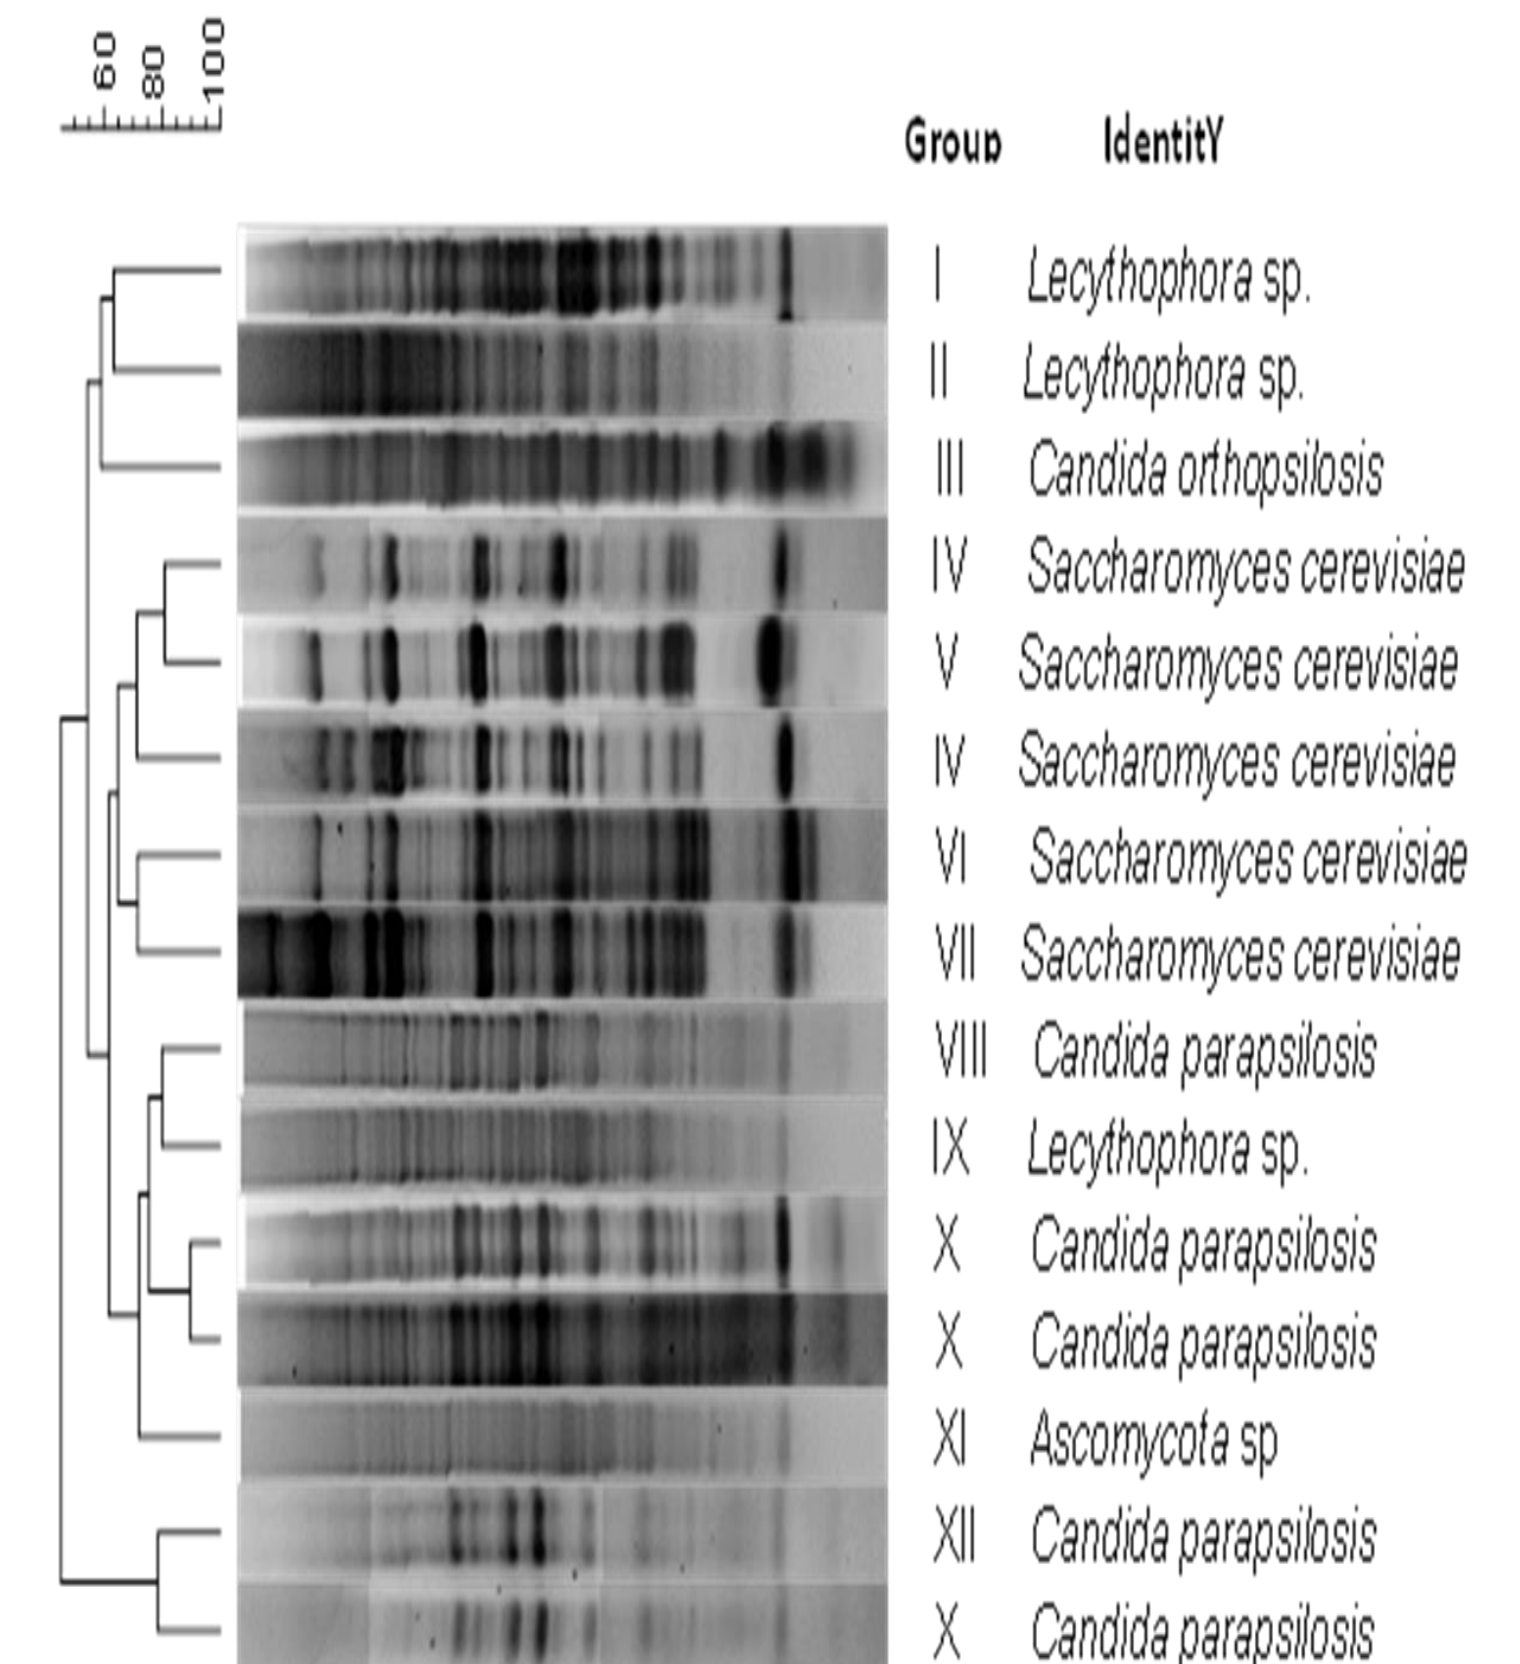 60 80 100
Group IdentitY
I Lecythophora sp.
II Lecythophora sp.
III Candida orthopsilosis
IV Saccharomyces cerevisiae
V Saccharomyces cerevisiae
IV Saccharomyces cerevisiae
VI Saccharomyces cerevisiae
VII Saccharomyces cerevisiae
VIII Candida parapsilosis
IX Lecythophora sp.
X Candida parapsilosis
X Candida parapsilosis
XI Ascomycota sp
XII Candida parapsilosis
X Candida parapsilosis